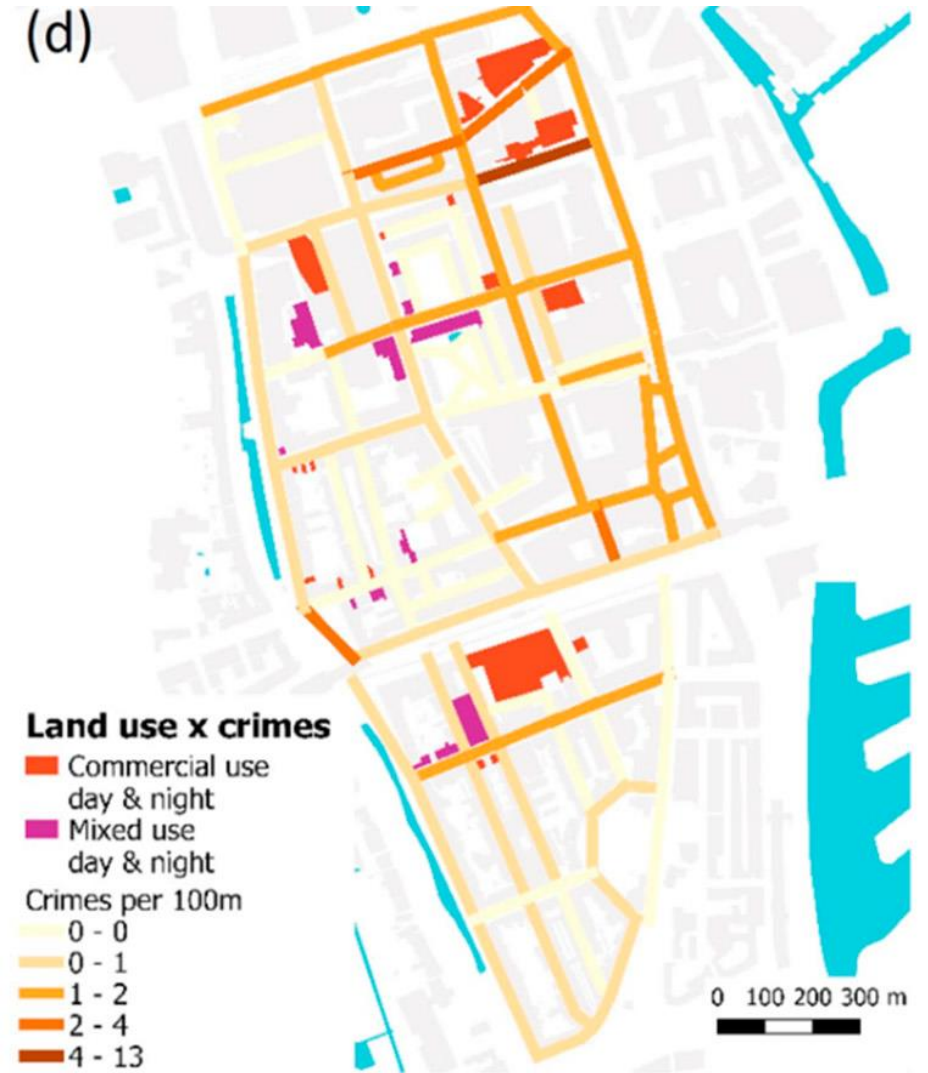 (d)
Land use x crimes
Commercial use
day & night
Mixed use
day & night
Crimes per 100m
0 - 0
0 - 1
1 - 2
2 - 4
4 - 13
0 100 200 300 m